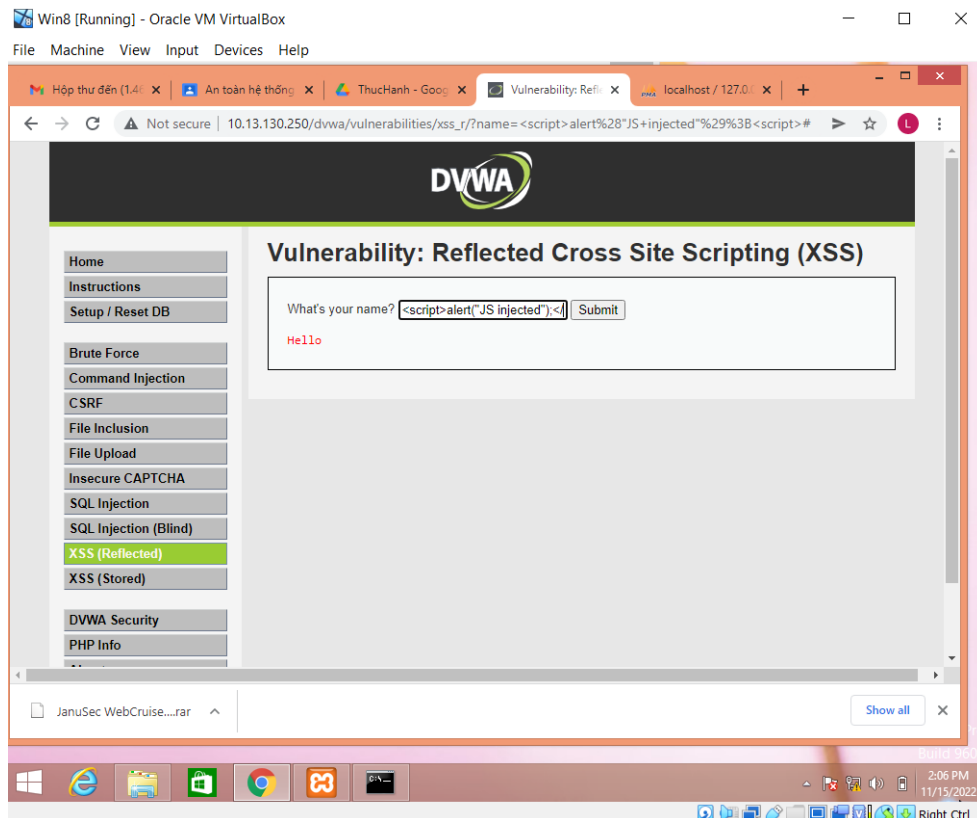 Win8 [Running] - Oracle VM VirtualBox
File Machine View Input Devices Help
Hộp thư đến (1.46
An toàn hệ thống
ThucHanh - Goog
Vulnerability: Refle
localhost / 127.0.0
Not secure
10.13.130.250/dvwa/vulnerabilities/xss_r/?name=<script>alert%28"JS+injected"%29%3B<script>#
L
DVWA
Vulnerability: Reflected Cross Site Scripting (XSS)
What's your name? <script>alert("JS injected");</ Submit
Hello
Home
Instructions
Setup / Reset DB
Brute Force
Command Injection
CSRF
File Inclusion
File Upload
Insecure CAPTCHA
SQL Injection
SQL Injection (Blind)
XSS (Reflected)
XSS (Stored)
DVWA Security
PHP Info
JanuSec WebCruise....rar
Show all
Build 960
2:06 PM
11/15/2022
Right Ctrl